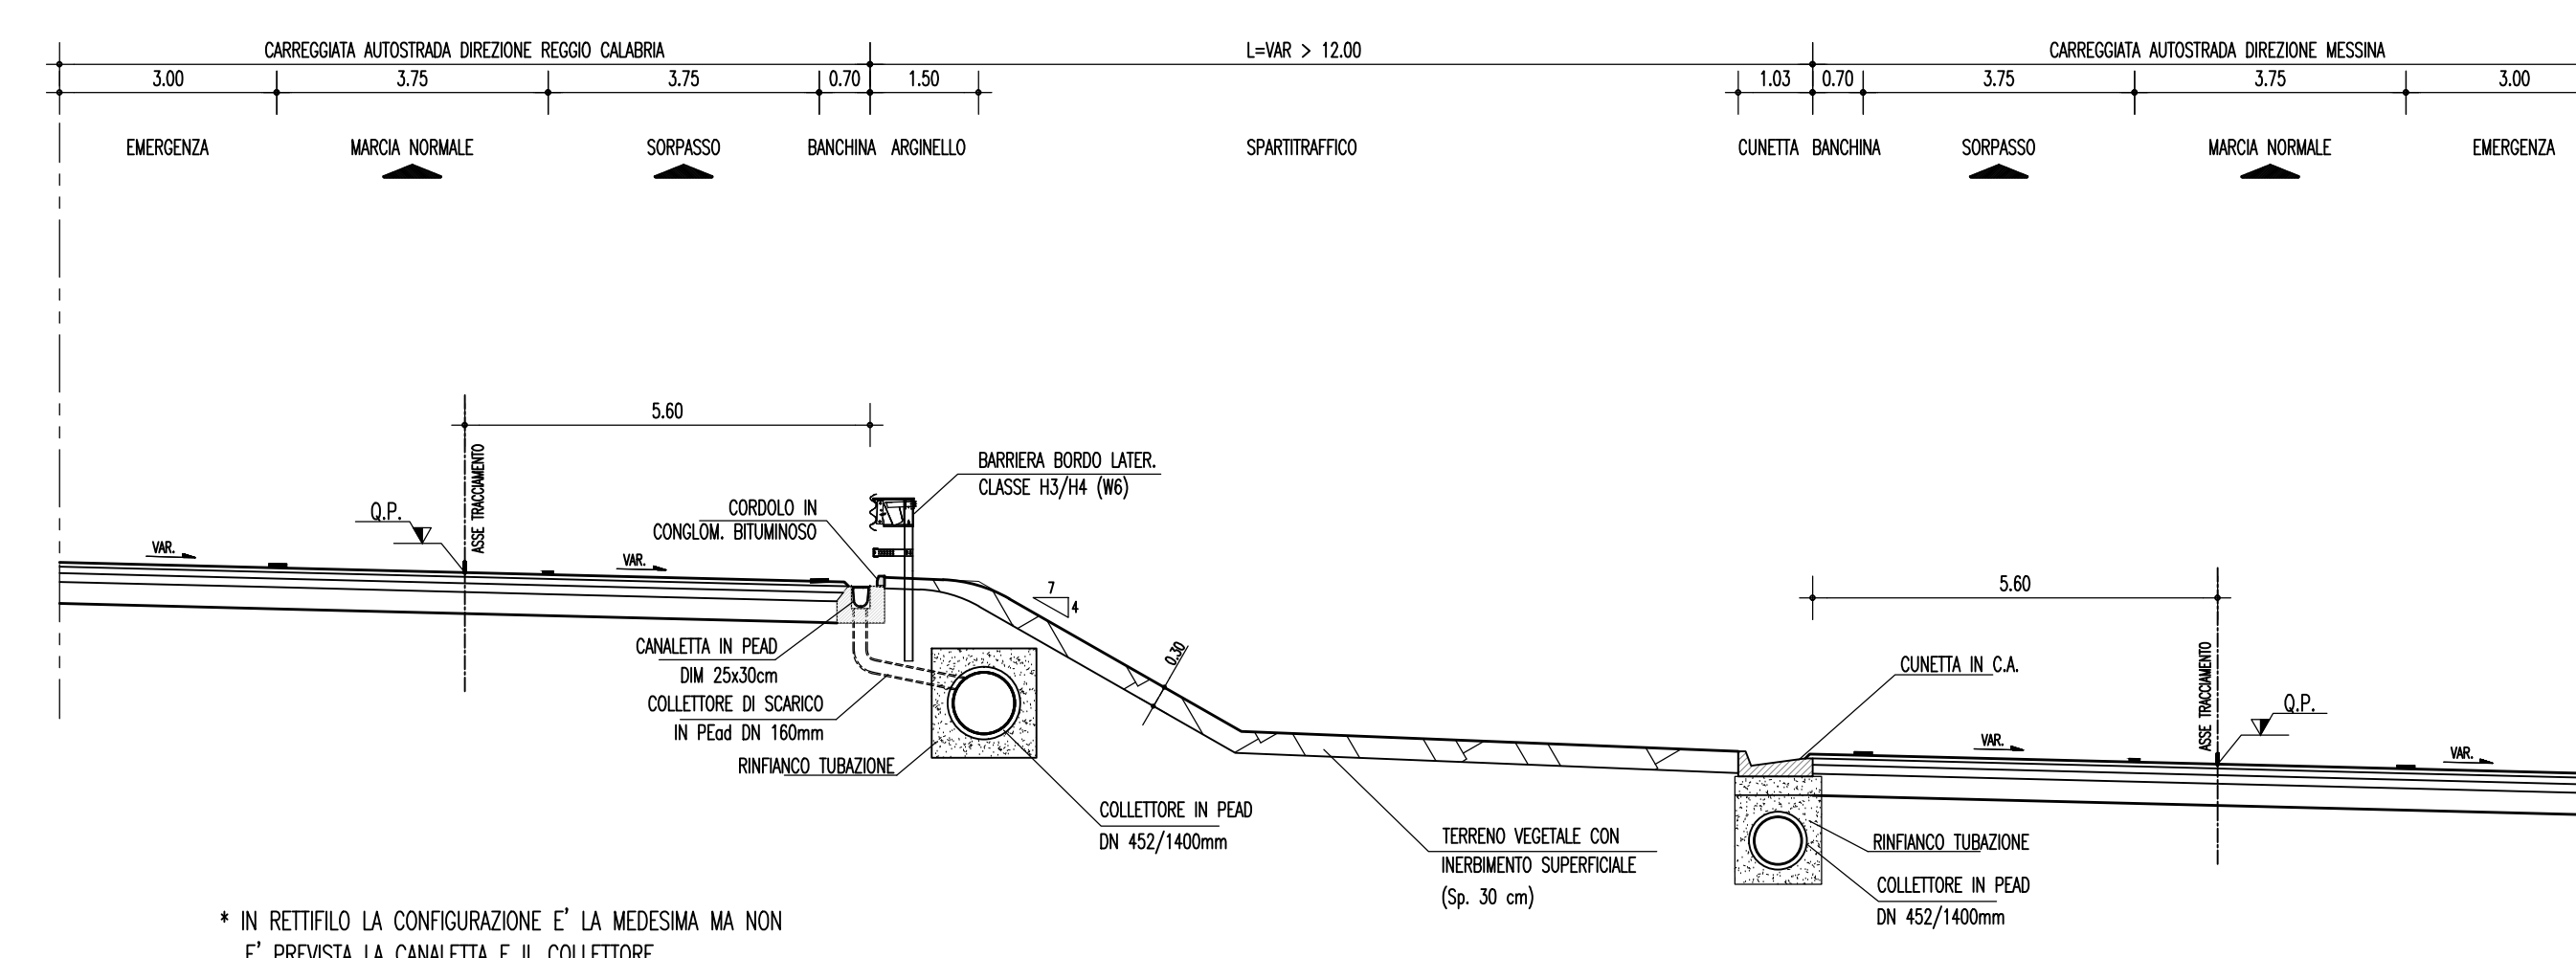 CARREGGIATA AUTOSTRADA DIREZIONE REGGIO CALABRIA
L=VAR > 12.00
CARREGGIATA AUTOSTRADA DIREZIONE MESSINA
3.00 3.75 3.75 0.70 1.50 1.03 0.70 3.75 3.75 3.00
EMERGENZA MARCIA NORMALE SORPASSO BANCHINA ARGINELLO SPARTITRAFFICO CUNETTA BANCHINA SORPASSO MARCIA NORMALE EMERGENZA
5.60
ASSE TRACCIAMENTO
Q.P.
VAR.
VAR.
BARRIERA BORDO LATER.
CLASSE H3/H4 (W6)
CORDOLO IN
CONGLOM. BITUMINOSO
7
4
0.30
CANALETTA IN PEAD
DIM 25x30cm
COLLETTORE DI SCARICO
IN PEad DN 160mm
RINFIANCO TUBAZIONE
COLLETTORE IN PEAD
DN 452/1400mm
TERRENO VEGETALE CON
INERBIMENTO SUPERFICIALE
(Sp. 30 cm)
5.60
CUNETTA IN C.A.
ASSE TRACCIAMENTO
Q.P.
VAR.
VAR.
RINFIANCO TUBAZIONE
COLLETTORE IN PEAD
DN 452/1400mm
* IN RETTIFILO LA CONFIGURAZIONE E' LA MEDESIMA MA NON
E' PREVISTA LA CANALETTA E IL COLLETTORE